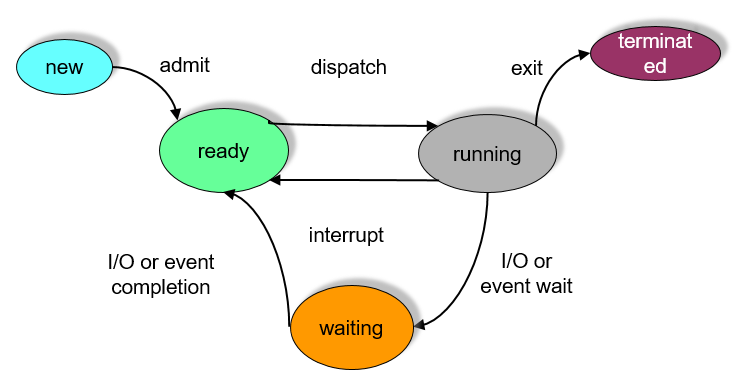 new
admit
dispatch
exit
terminat
ed
ready
running
interrupt
I/O or event
completion
I/O or
event wait
waiting